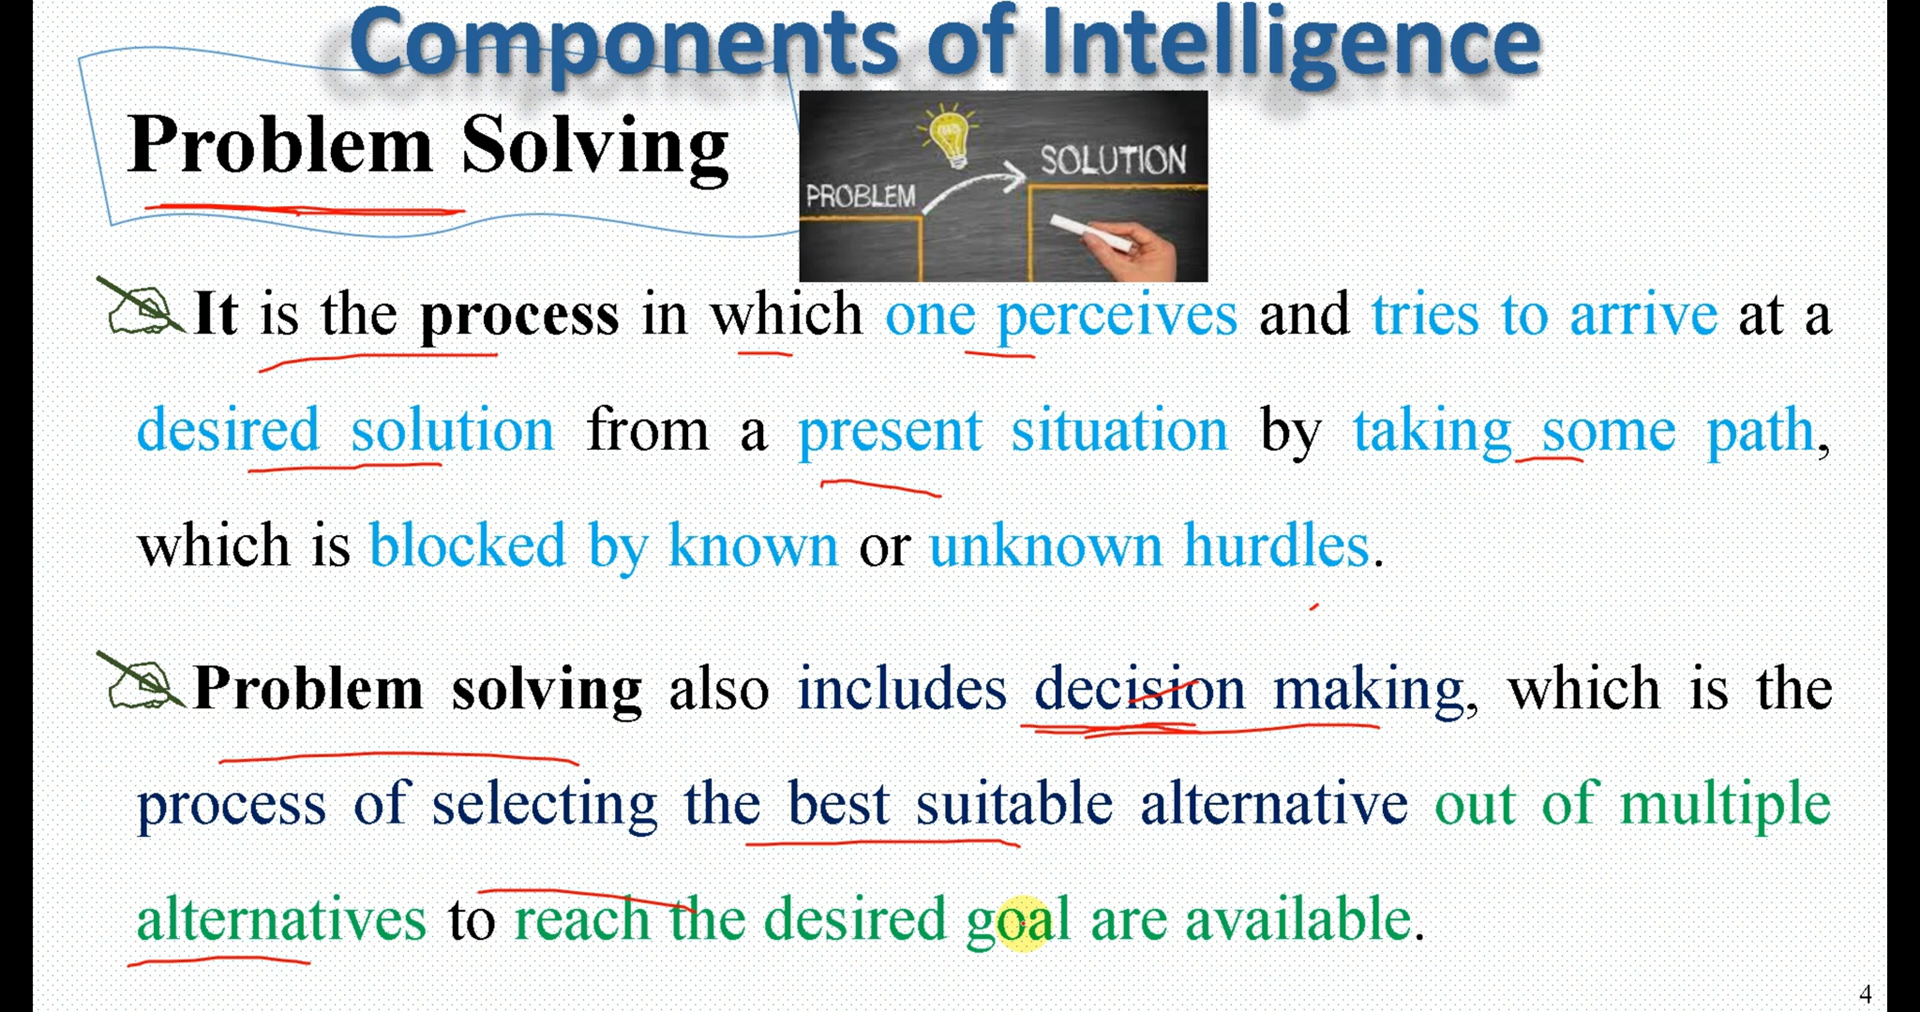 Components of Intelligence
Problem Solving
PROBLEM
SOLUTION
It is the process in which one perceives and tries to arrive at a
desired solution from a present situation by taking some path,
which is blocked by known or unknown hurdles.
Problem solving also includes decision making, which is the
process of selecting the best suitable alternative out of multiple
alternatives to reach the desired goal are available.
4